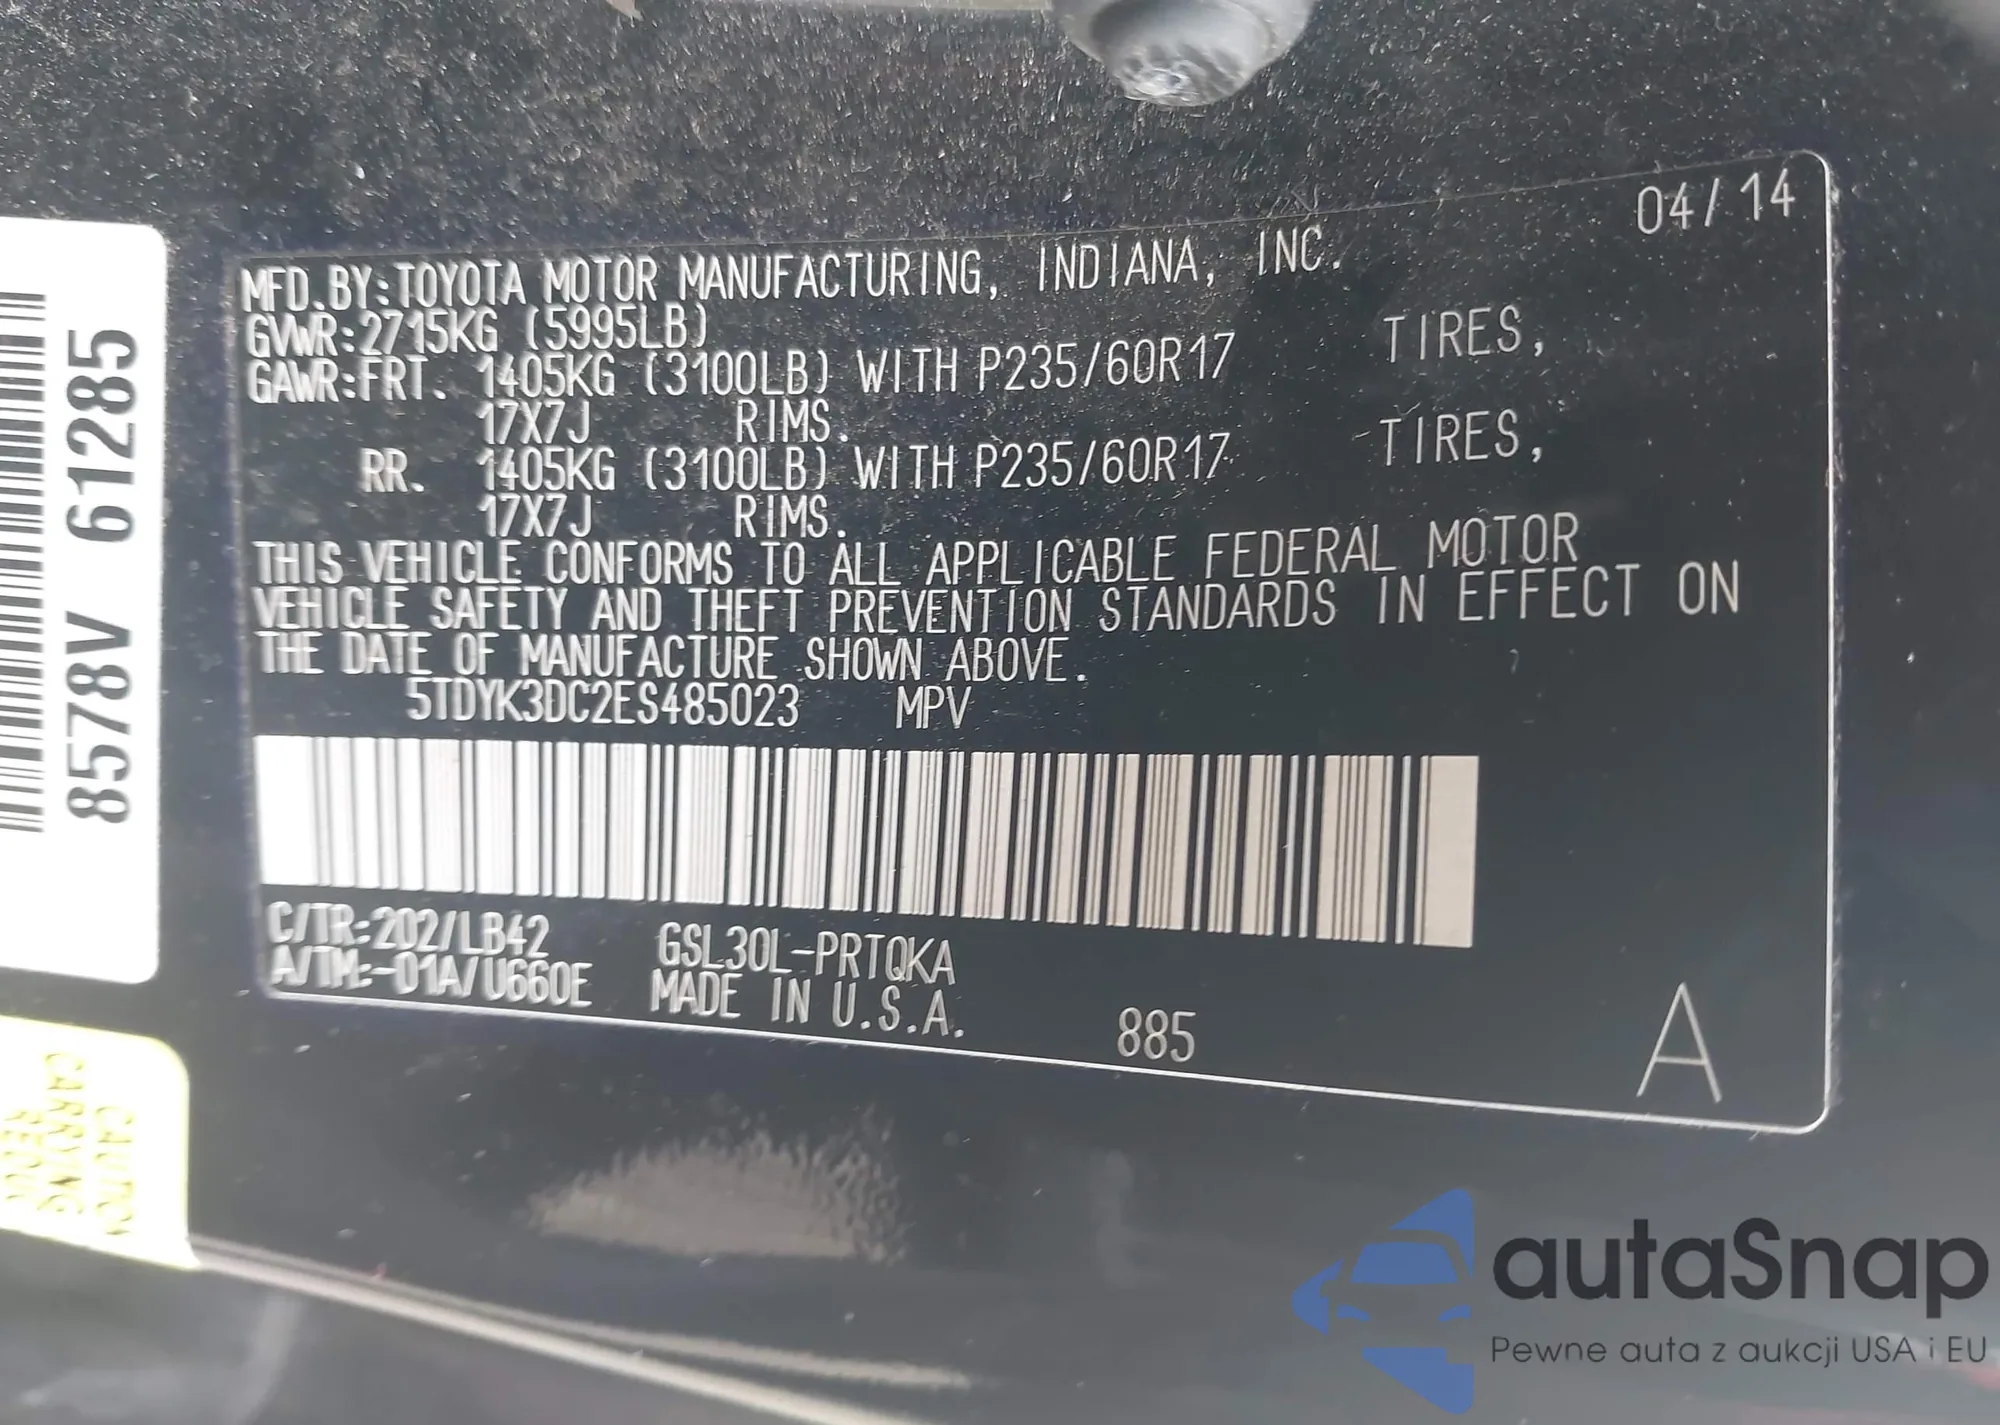 04/14
MFD.BY:TOYOTA MOTOR MANUFACTURING, INDIANA, INC.
GVWR:2715KG (5995LB)
GAWR:FRT. 1405KG (3100LB) WITH P235/60R17 TIRES,
17X7J RIMS.
RR. 1405KG (3100LB) WITH P235/60R17 TIRES,
17X7J RIMS.
THIS VEHICLE CONFORMS TO ALL APPLICABLE FEDERAL MOTOR
VEHICLE SAFETY AND THEFT PREVENTION STANDARDS IN EFFECT ON
THE DATE OF MANUFACTURE SHOWN ABOVE.
5TDYK3DC2ES485023 MPV
C/TR:202/LB42 GSL30L-PRTQKA
A/TM:-01A/U660E MADE IN U.S.A.
885
A
8578V 61285
CAUTION
CARRYING
REDUC
autaSnap
Pewne auta z aukcji USA i EU